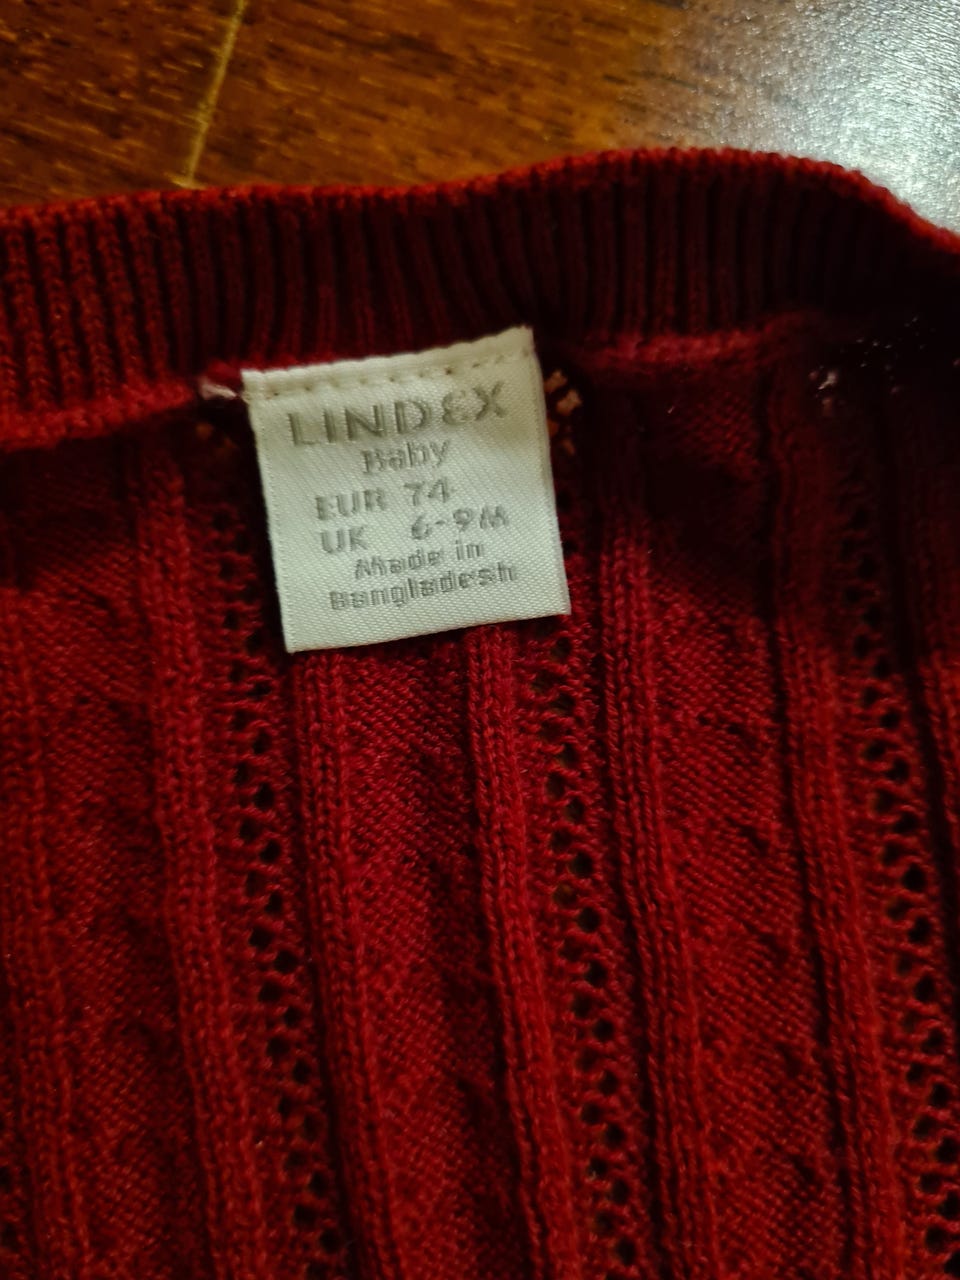 LINDEX
Baby
EUR 74
UK 6-9M
Made in
Bangladesh